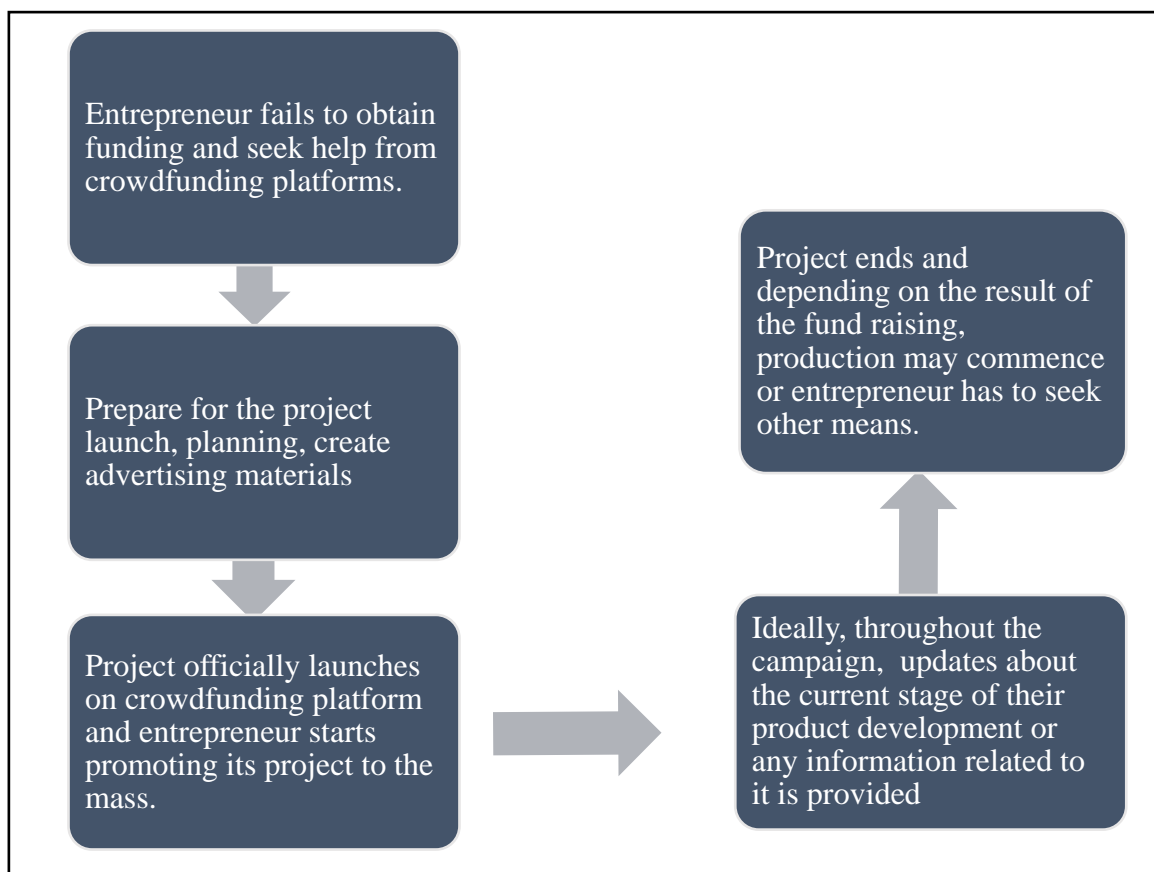 Entrepreneur fails to obtain
funding and seek help from
crowdfunding platforms.
Prepare for the project
launch, planning, create
advertising materials
Project officially launches
on crowdfunding platform
and entrepreneur starts
promoting its project to the
mass.
Ideally, throughout the
campaign,  updates about
the current stage of their
product development or
any information related to
it is provided
Project ends and
depending on the result of
the fund raising,
production may commence
or entrepreneur has to seek
other means.